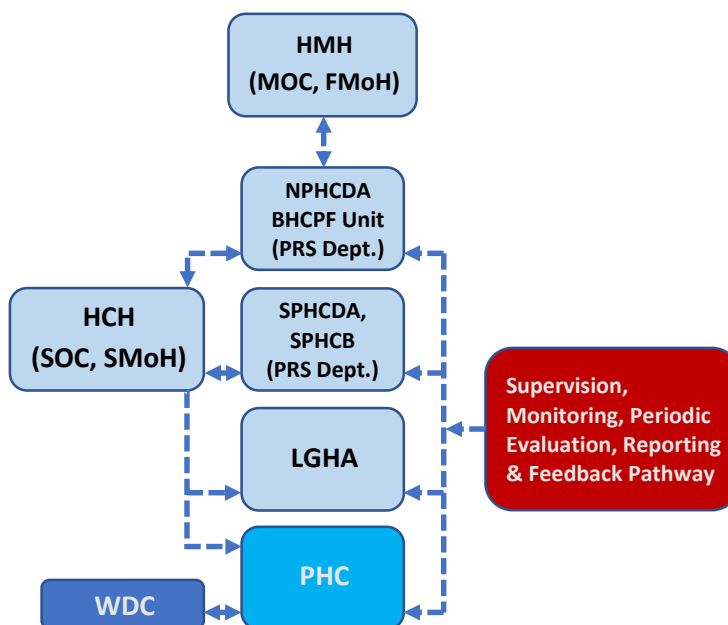 HMH
(MOC, FMoH)
NPHCDA
BHCPF Unit
(PRS Dept.)
HCH
(SOC, SMoH)
SPHCDA,
SPHCB
(PRS Dept.)
Supervision,
Monitoring, Periodic
Evaluation, Reporting
& Feedback Pathway
LGHA
PHC
WDC